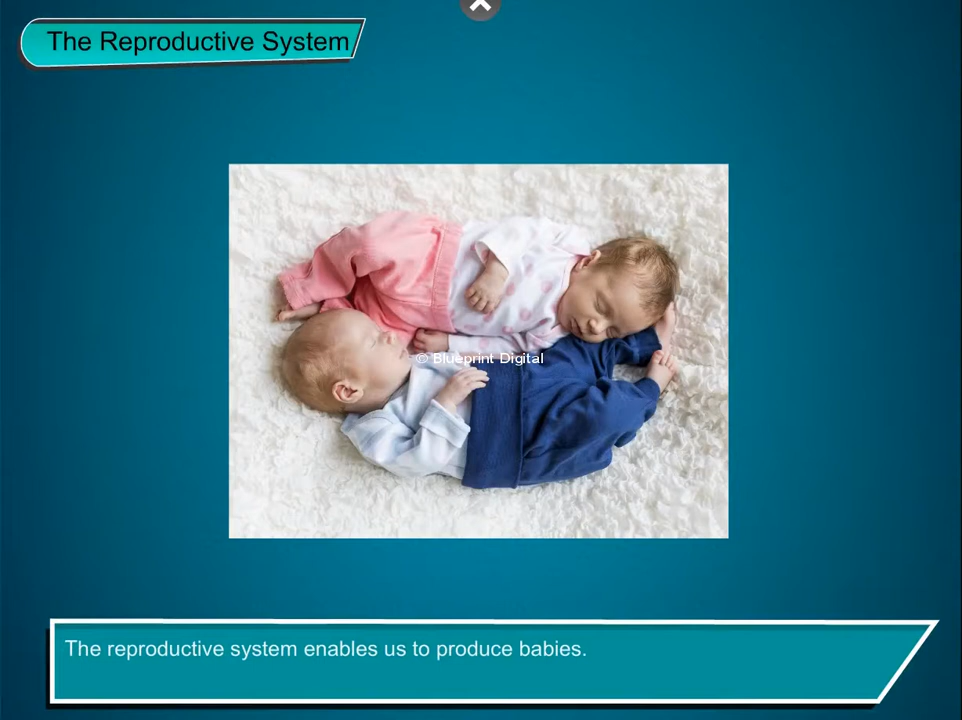 The Reproductive System
© Blueprint Digital
The reproductive system enables us to produce babies.